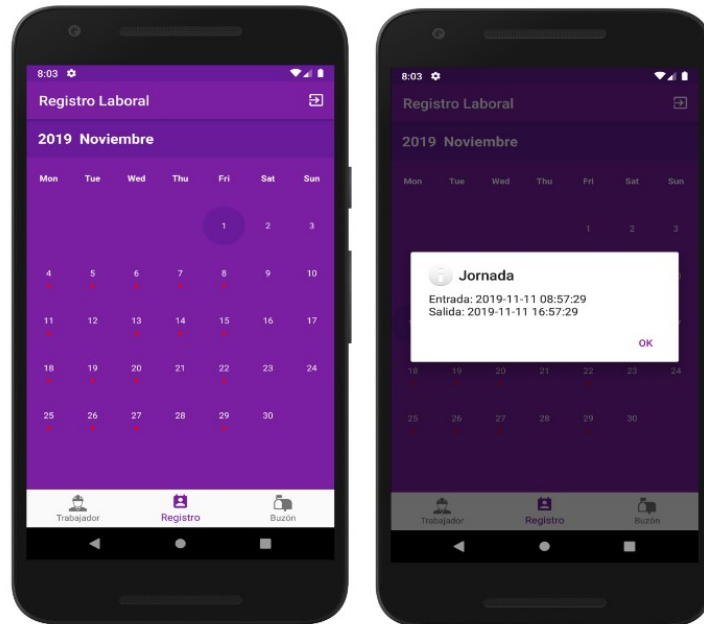 8:03
Registro Laboral
2019 Noviembre
Mon Tue Wed Thu Fri Sat Sun
1 2 3
4 5 6 7 8 9 10
11 12 13 14 15 16 17
18 19 20 21 22 23 24
25 26 27 28 29 30
Trabajador Registro Buzón
8:03
Registro Laboral
2019 Noviembre
Mon Tue Wed Thu Fri Sat Sun
1 2 3
Jornada
Entrada: 2019-11-11 08:57:29
Salida: 2019-11-11 16:57:29
OK
18 19 20 21 22 23 24
25 26 27 28 29 30
Trabajador Registro Buzón